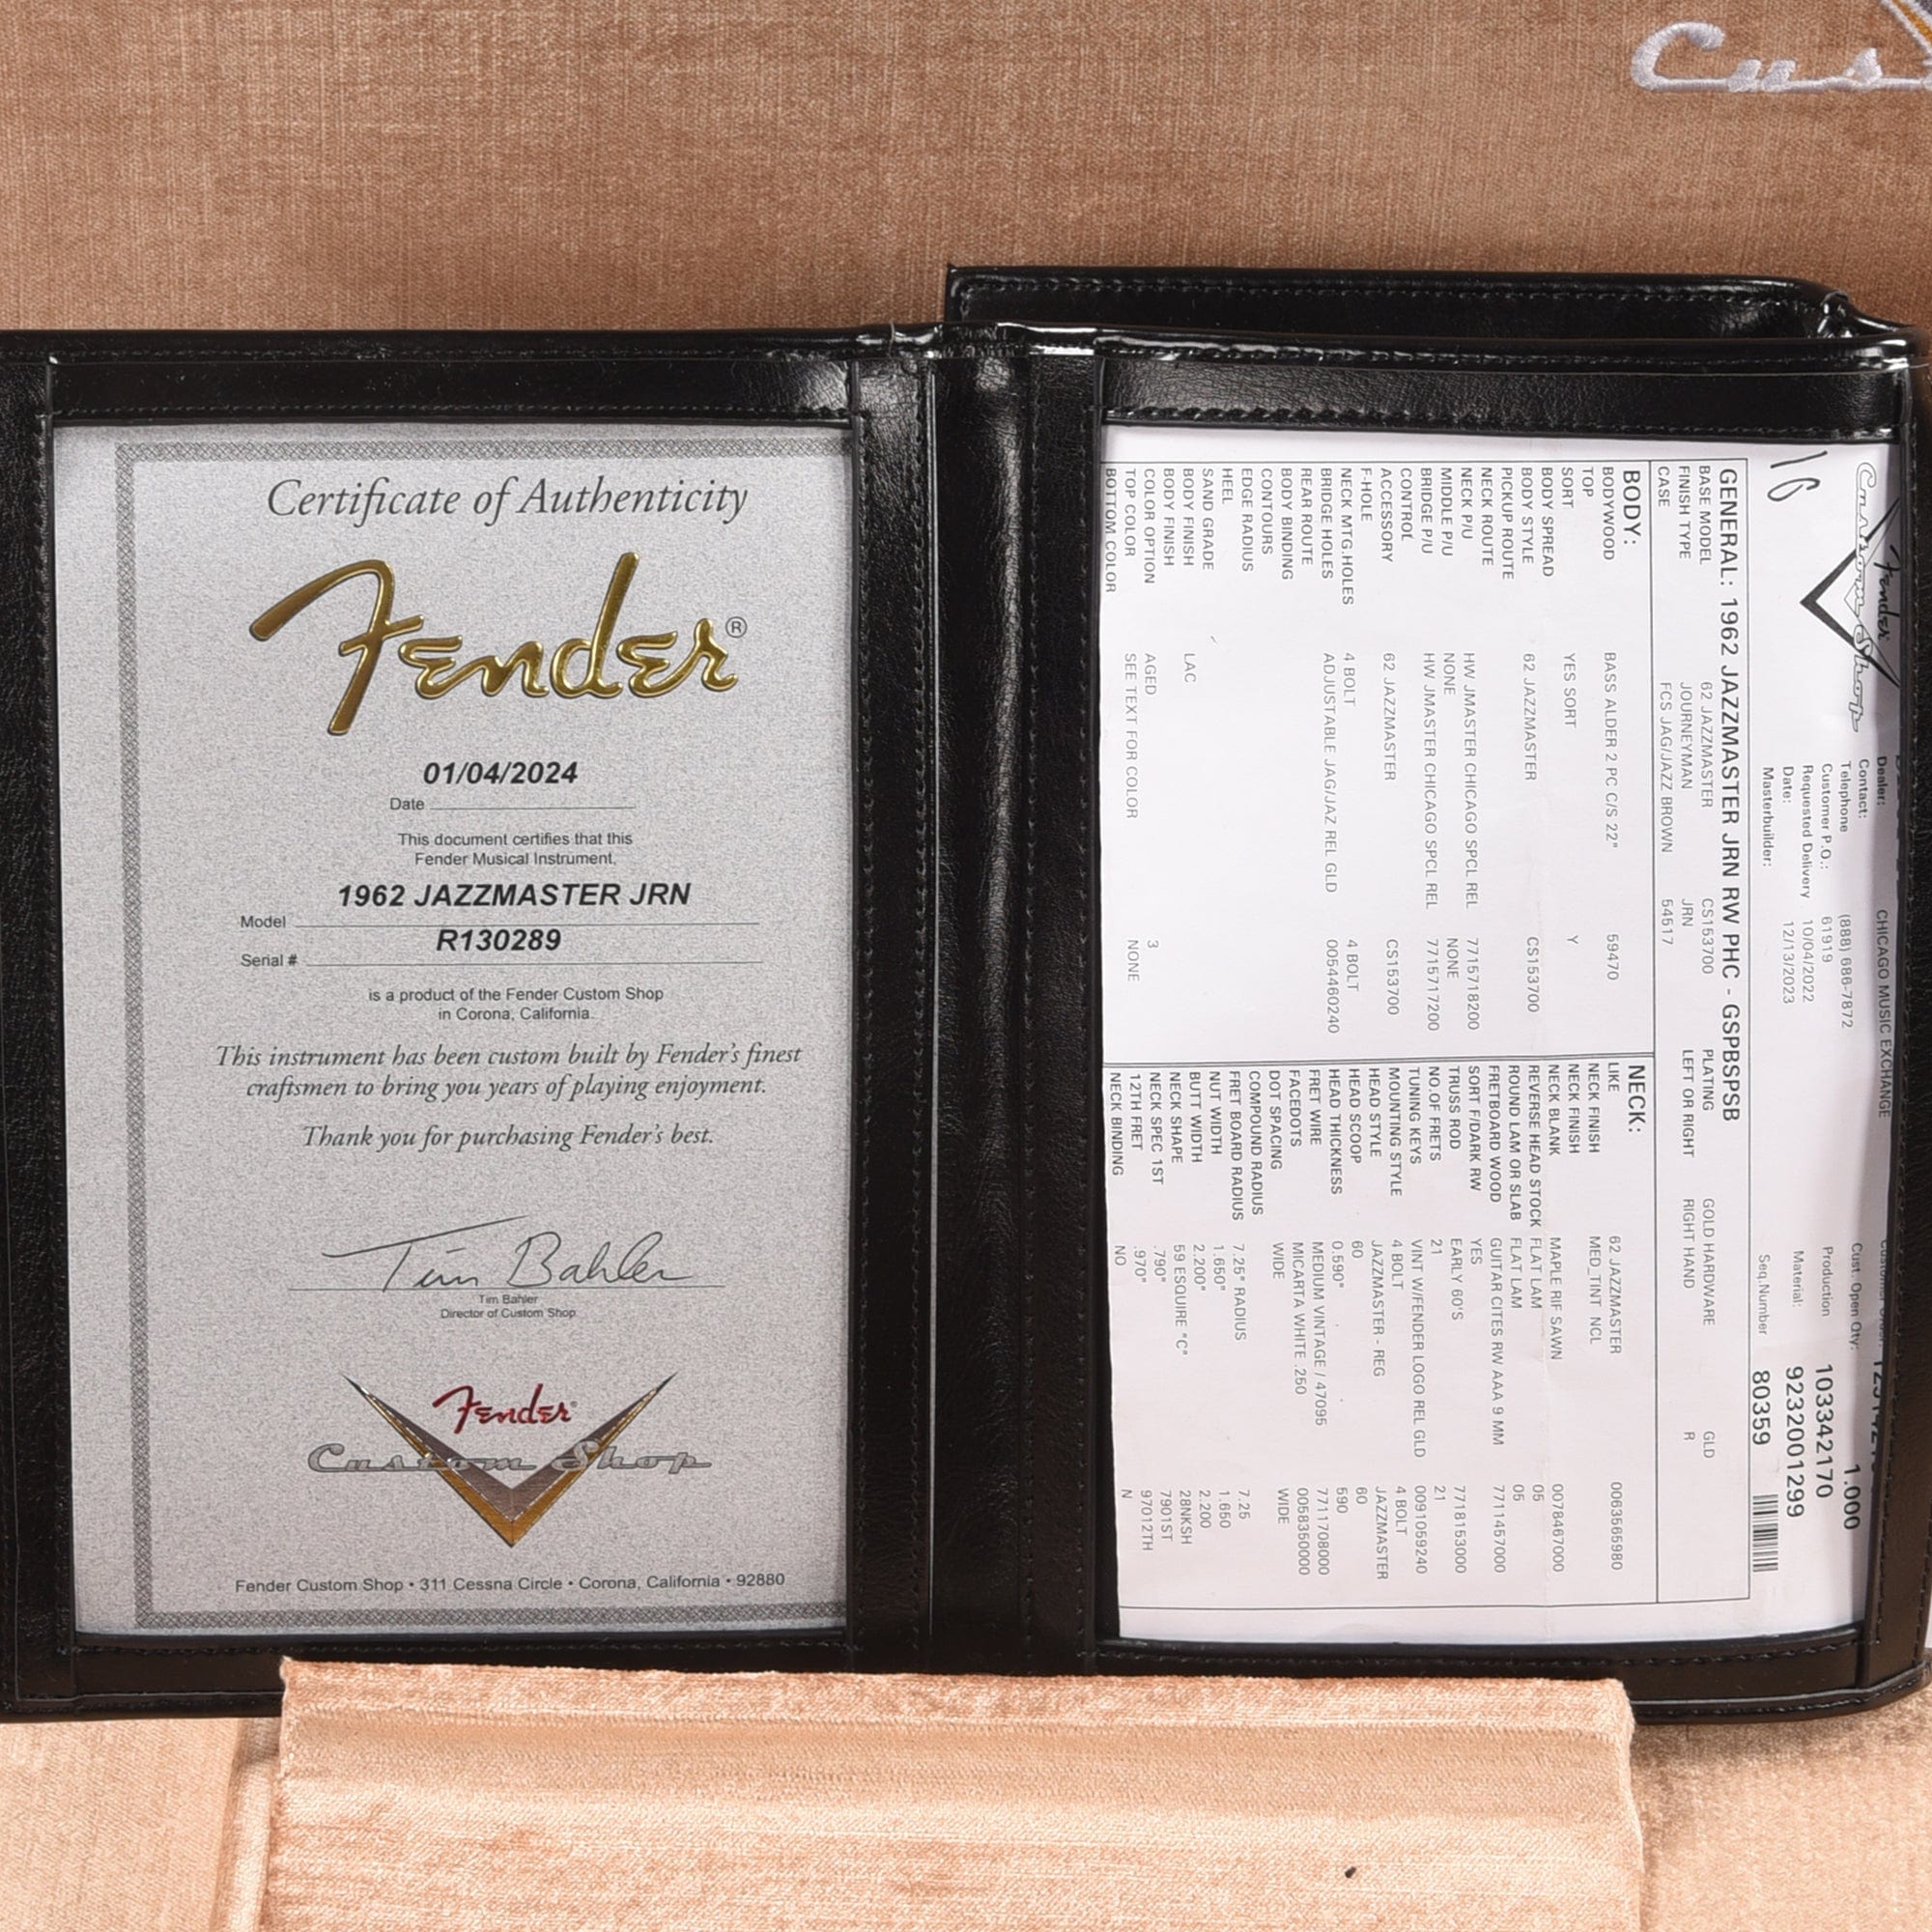 Cus
Certificate of Authenticity
Fender®
01/04/2024
Date
This document certifies that this
Fender Musical Instrument,
1962 JAZZMASTER JRN
Model
R130289
Serial #
is a product of the Fender Custom Shop
in Corona, California.
This instrument has been custom built by Fender's finest
craftsmen to bring you years of playing enjoyment.
Thank you for purchasing Fender's best.
Tim Bahler
Tim Bahler
Director of Custom Shop
Fender
Custom Shop
Fender Custom Shop • 311 Cessna Circle • Corona, California • 92880
Fender
Custom Shop
16
Dealer: CHICAGO MUSIC EXCHANGE
Contact: Cust. Open Qty: 1.000
Telephone (888) 686-7872 Production 103342170
Customer P.O.: 61919
Requested Delivery 10/04/2022 Material: 9232001299
Date: 12/13/2023
Masterbuilder: Seq.Number 80359
GENERAL: 1962 JAZZMASTER JRN RW PHC - GSPBSPSB
BASE MODEL 62 JAZZMASTER CS153700 PLATING GOLD HARDWARE GLD
FINISH TYPE JOURNEYMAN JRN LEFT OR RIGHT RIGHT HAND R
CASE FCS JAG/JAZZ BROWN 54517
BODY:
BODYWOOD BASS ALDER 2 PC C/S 22" 59470
TOP
SORT YES SORT Y
BODY SPREAD
BODY STYLE 62 JAZZMASTER CS153700
PICKUP ROUTE
NECK ROUTE
NECK P/U HW JMASTER CHICAGO SPCL REL 7715718200
MIDDLE P/U NONE NONE
BRIDGE P/U HW JMASTER CHICAGO SPCL REL 7715717200
CONTROL
ACCESSORY 62 JAZZMASTER CS153700
F-HOLE
NECK MTG.HOLES 4 BOLT 4 BOLT
BRIDGE HOLES ADJUSTABLE JAG/JAZ REL GLD 0054460240
REAR ROUTE
BODY BINDING
CONTOURS
EDGE RADIUS
HEEL
SAND GRADE
BODY FINISH LAC
BODY FINISH
COLOR OPTION AGED 3
TOP COLOR SEE TEXT FOR COLOR NONE
BOTTOM COLOR
NECK:
LIKE 62 JAZZMASTER 0063565980
NECK FINISH MED_TINT NCL
NECK FINISH
NECK BLANK MAPLE RIF SAWN 0078467000
REVERSE HEAD STOCK FLAT LAM 05
ROUND LAM OR SLAB FLAT LAM 05
FRETBOARD WOOD GUITAR CITES RW AAA 9 MM 7711457000
SORT F/DARK RW YES
TRUSS ROD EARLY 60'S 7718153000
NO.OF FRETS 21 21
TUNING KEYS VINT W/FENDER LOGO REL GLD 0091059240
MOUNTING STYLE 4 BOLT 4 BOLT
HEAD STYLE JAZZMASTER - REG JAZZMASTER
HEAD SCOOP 60 60
HEAD THICKNESS 0.590" 590
FRET WIRE MEDIUM VINTAGE / 47095 7711708000
FACEDOTS MICARTA WHITE .250 0058350000
DOT SPACING WIDE WIDE
COMPOUND RADIUS
FRET BOARD RADIUS 7.25" RADIUS 7.25
NUT WIDTH 1.650" 1.650
BUTT WIDTH 2.200" 2.200
NECK SHAPE 59 ESQUIRE "C" 28NKSH
NECK SPEC 1ST .790" 7901ST
12TH FRET .970" 97012TH
NECK BINDING NO N